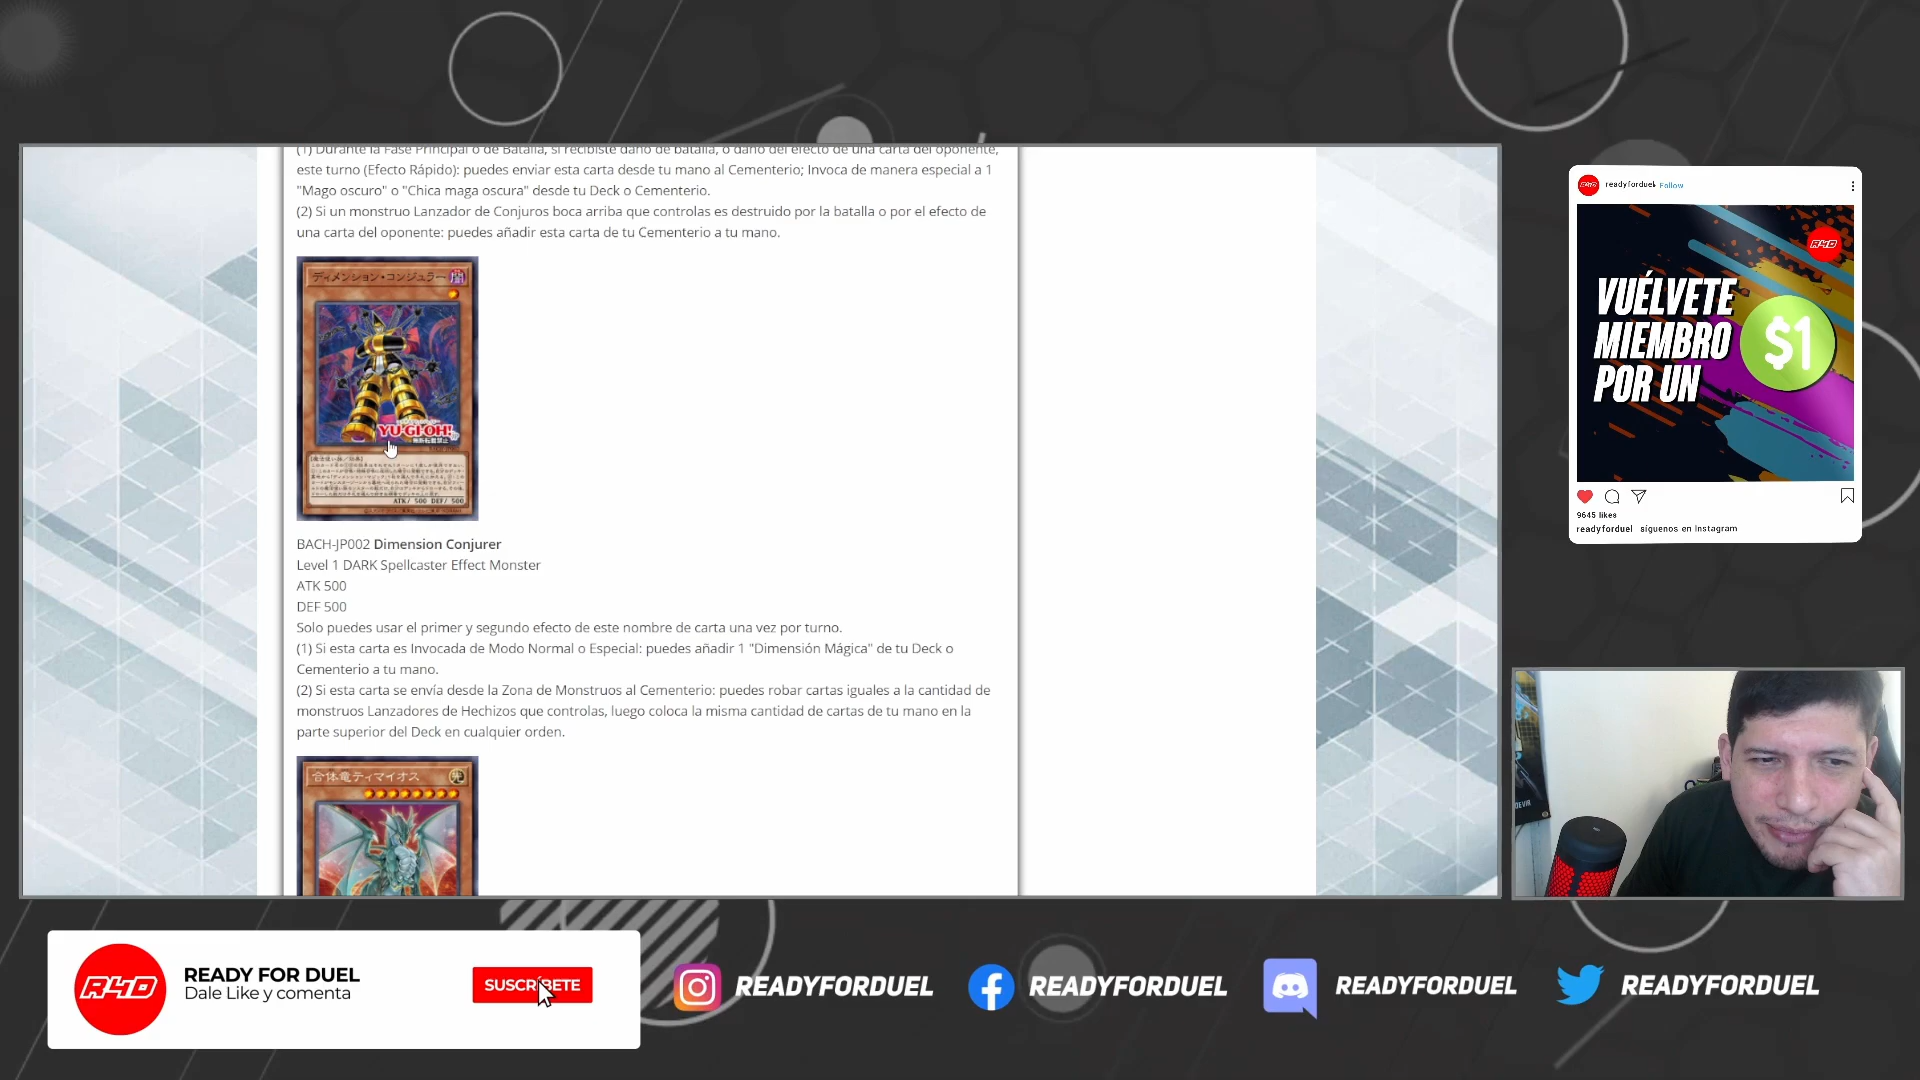 (1) Durante la Fase Principal o de Batalla, si recibiste daño de batalla, o daño del efecto de una carta del oponente,
este turno (Efecto Rápido): puedes enviar esta carta desde tu mano al Cementerio; Invoca de manera especial a 1
"Mago oscuro" o "Chica maga oscura" desde tu Deck o Cementerio.
(2) Si un monstruo Lanzador de Conjuros boca arriba que controlas es destruido por la batalla o por el efecto de
una carta del oponente: puedes añadir esta carta de tu Cementerio a tu mano.
ディメンション・コンジュラー
闇
YU-GI-OH!
ATK/ 500 DEF/ 500
BACH-JP002 Dimension Conjurer
Level 1 DARK Spellcaster Effect Monster
ATK 500
DEF 500
Solo puedes usar el primer y segundo efecto de este nombre de carta una vez por turno.
(1) Si esta carta es Invocada de Modo Normal o Especial: puedes añadir 1 "Dimensión Mágica" de tu Deck o
Cementerio a tu mano.
(2) Si esta carta se envía desde la Zona de Monstruos al Cementerio: puedes robar cartas iguales a la cantidad de
monstruos Lanzadores de Hechizos que controlas, luego coloca la misma cantidad de cartas de tu mano en la
parte superior del Deck en cualquier orden.
合体竜ティマイオス
光
R4D
readyforduel Follow
R4D
VUÉLVETE
MIEMBRO
POR UN
$1
9645 likes
readyforduel síguenos en Instagram
R4D
READY FOR DUEL
Dale Like y comenta
SUSCRÍBETE
READYFORDUEL
READYFORDUEL
READYFORDUEL
READYFORDUEL